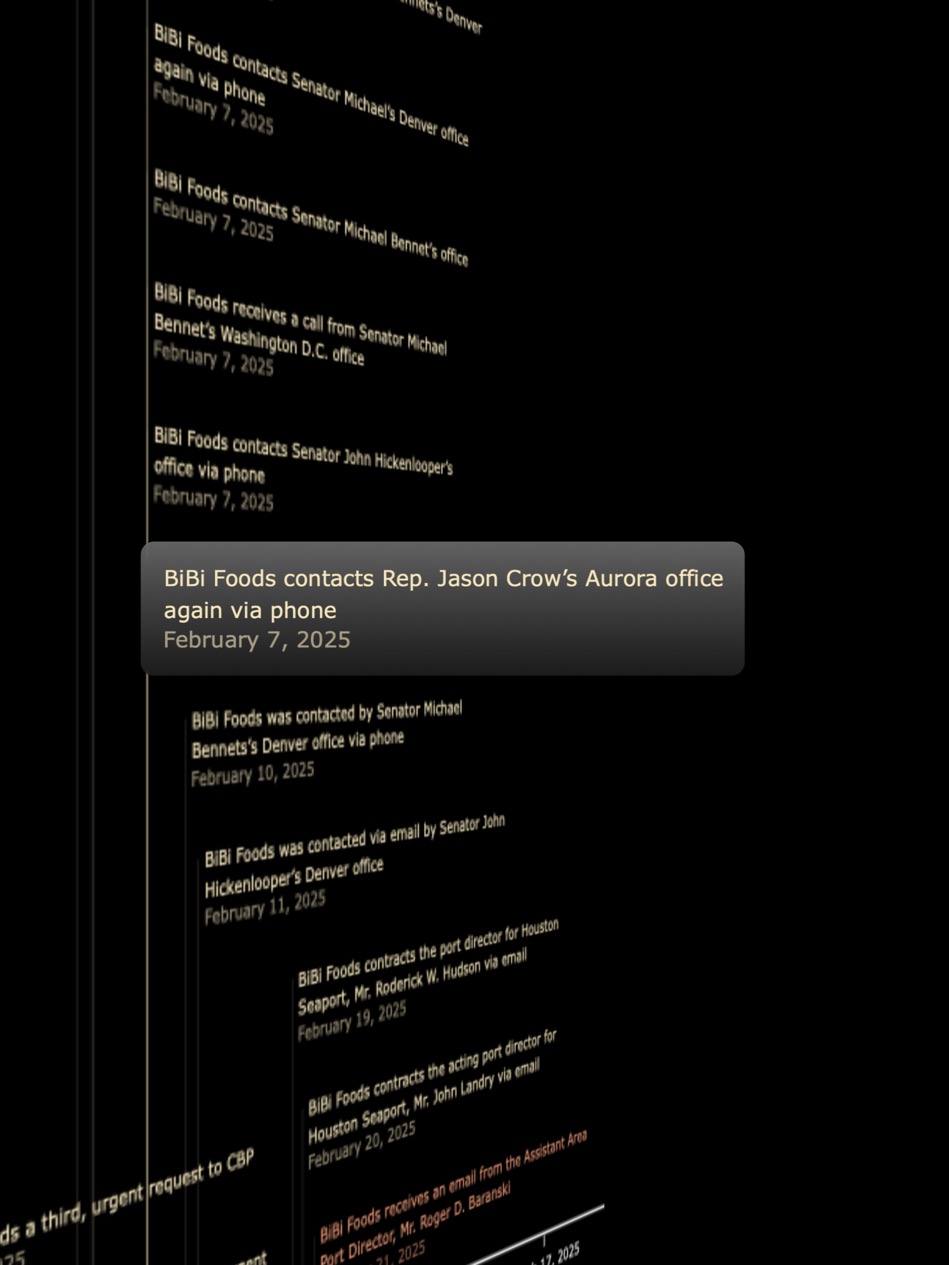 Bennets's Denver
BiBi Foods contacts Senator Michael's Denver office
again via phone
February 7, 2025
BiBi Foods contacts Senator Michael Bennet's office
February 7, 2025
BiBi Foods receives a call from Senator Michael
Bennet's Washington D.C. office
February 7, 2025
BiBi Foods contacts Senator John Hickenlooper's
office via phone
February 7, 2025
BiBi Foods contacts Rep. Jason Crow’s Aurora office
again via phone
February 7, 2025
BiBi Foods was contacted by Senator Michael
Bennets's Denver office via phone
February 10, 2025
BiBi Foods was contacted via email by Senator John
Hickenlooper's Denver office
February 11, 2025
BiBi Foods contracts the port director for Houston
Seaport, Mr. Roderick W. Hudson via email
February 19, 2025
BiBi Foods contracts the acting port director for
Houston Seaport, Mr. John Landry via email
February 20, 2025
ds a third, urgent request to CBP
25
BiBi Foods receives an email from the Assistant Area
Port Director, Mr. Roger D. Baranski
21, 2025
17, 2025